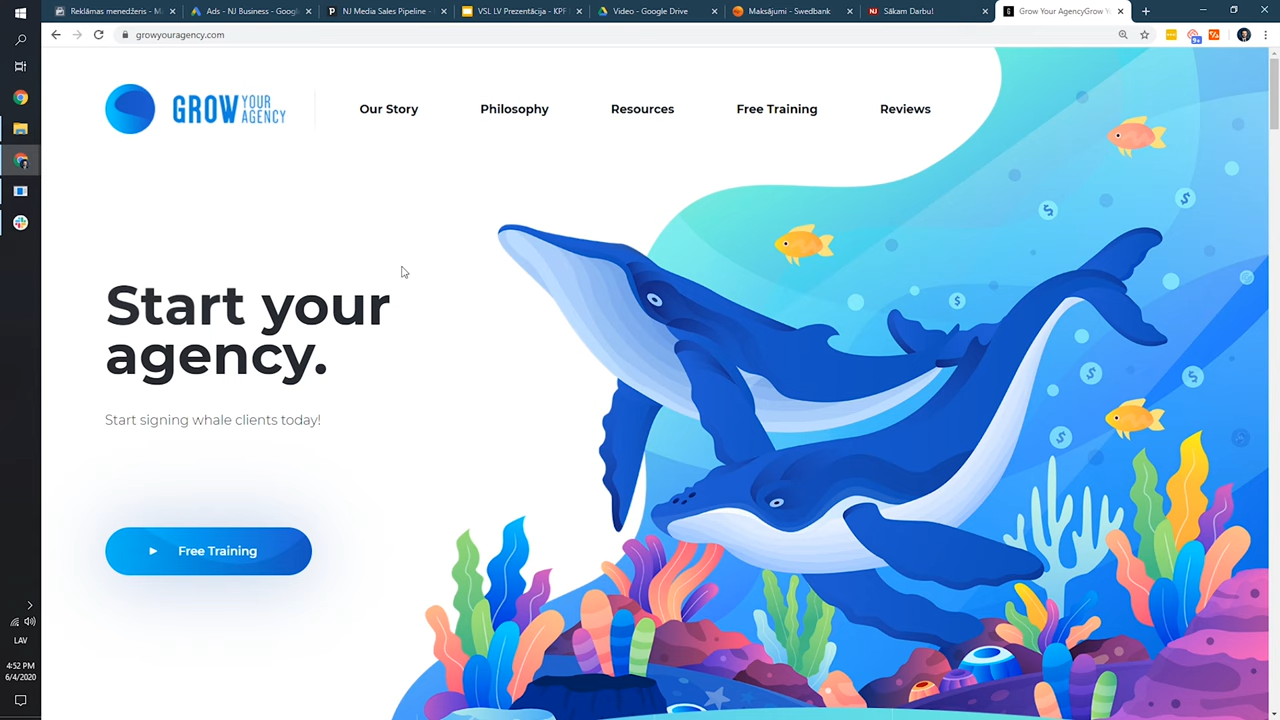 Reklāmas menedžeris - M
Ads - NJ Business - Googl
NJ Media Sales Pipeline -
VSL LV Prezentācija - KPF
Video - Google Drive
Maksājumi - Swedbank
Sākam Darbu!
Grow Your AgencyGrow Y
growyouragency.com
GROW YOUR AGENCY
Our Story
Philosophy
Resources
Free Training
Reviews
Start your
agency.
Start signing whale clients today!
Free Training
LAV
4:52 PM
6/4/2020